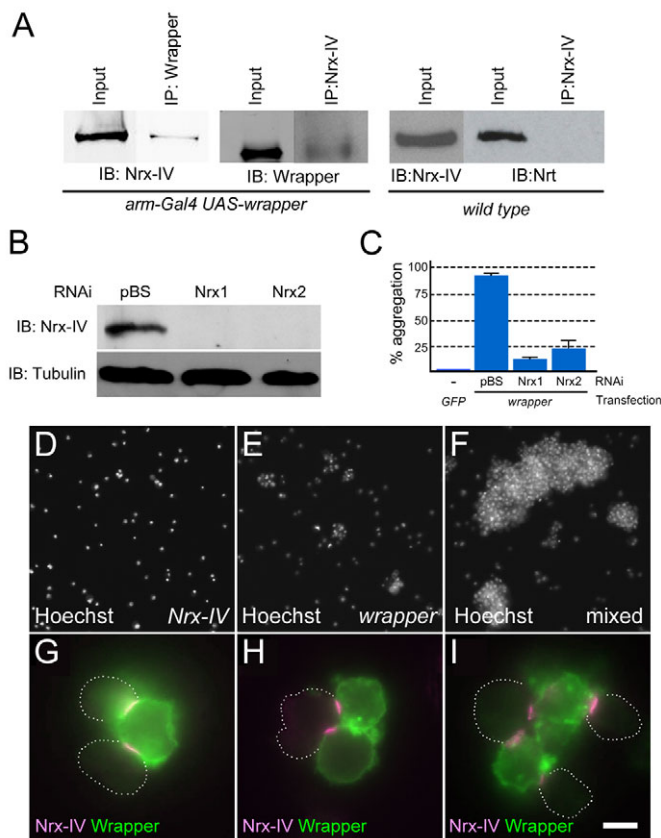 A
Input
IP: Wrapper
Input
IP:Nrx-IV
Input
Input
IP:Nrx-IV
IB: Nrx-IV
IB: Wrapper
IB:Nrx-IV
IB:Nrt
arm-Gal4 UAS-wrapper
wild type
B
RNAi pBS Nrx1 Nrx2
IB: Nrx-IV
IB: Tubulin
C
% aggregation
100
75
50
25
- pBS Nrx1 Nrx2 RNAi
GFP wrapper Transfection
D
Hoechst Nrx-IV
E
Hoechst wrapper
F
Hoechst mixed
G
Nrx-IV Wrapper
H
Nrx-IV Wrapper
I
Nrx-IV Wrapper